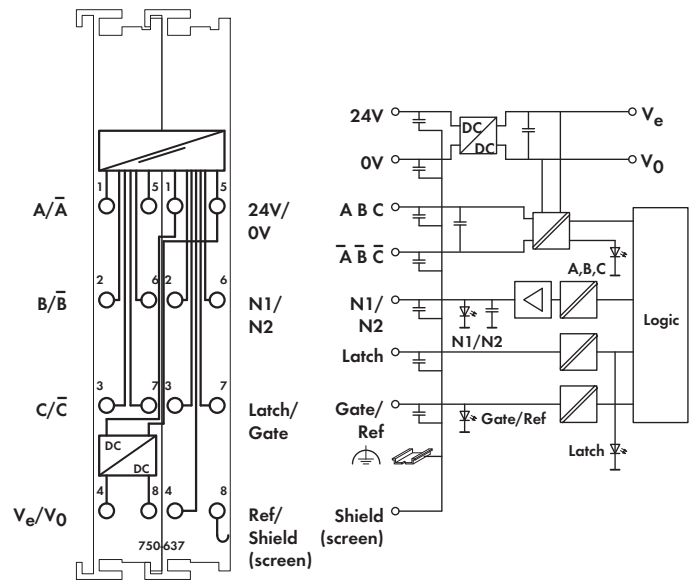 1 5 1 5
A/A̅
24V/
0V
2 6 2 6
B/B̅
N1/
N2
3 7 3 7
C/C̅
Latch/
Gate
DC
DC
4 8 4 8
Ve/V0
Ref/
Shield
(screen)
750-637
24V
DC
DC
Ve
0V
V0
A B C
A̅ B̅ C̅
A,B,C
N1/
N2
N1/N2
Logic
Latch
Gate/
Ref
Gate/Ref
Latch
Shield
(screen)